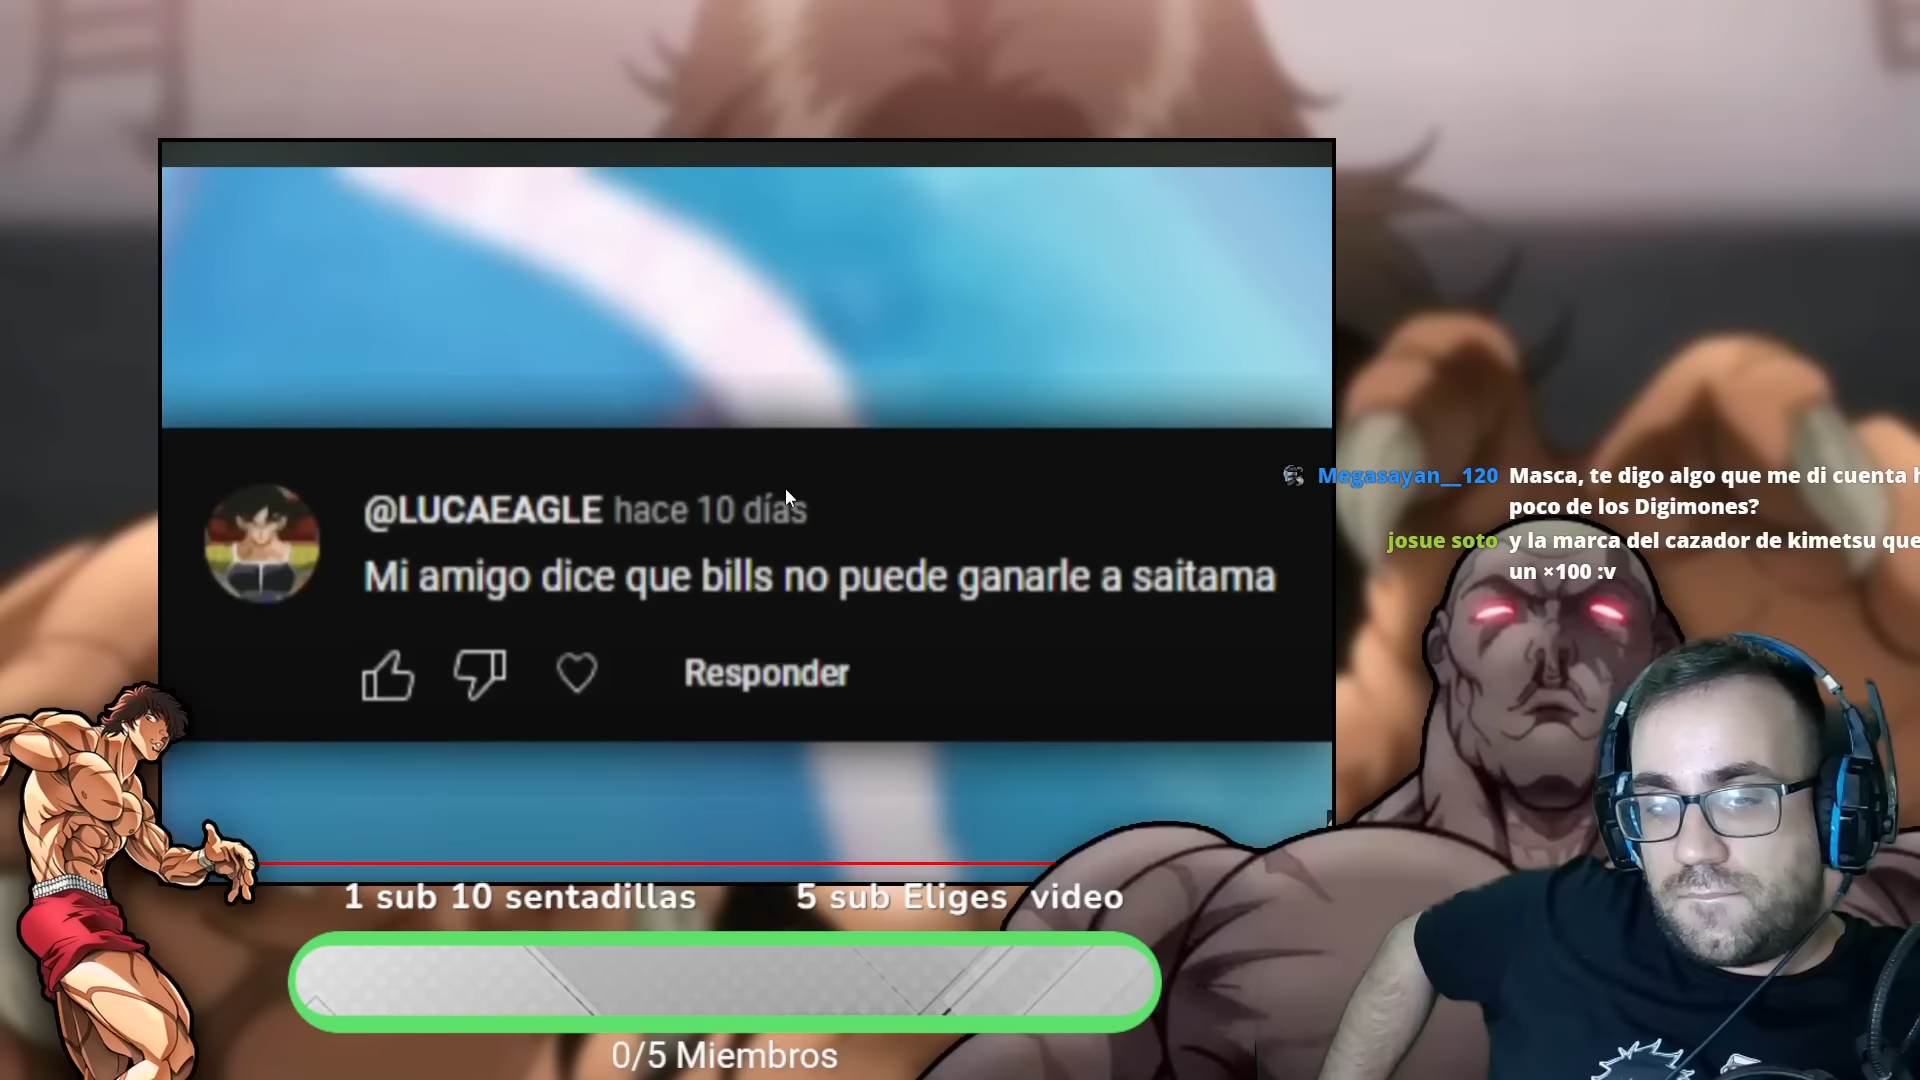 @LUCAEAGLE hace 10 días
Mi amigo dice que bills no puede ganarle a saitama
Responder
Megasayan__120 Masca, te digo algo que me di cuenta
poco de los Digimones?
josue soto y la marca del cazador de kimetsu que
un ×100 :v
1 sub 10 sentadillas 5 sub Eliges video
0/5 Miembros